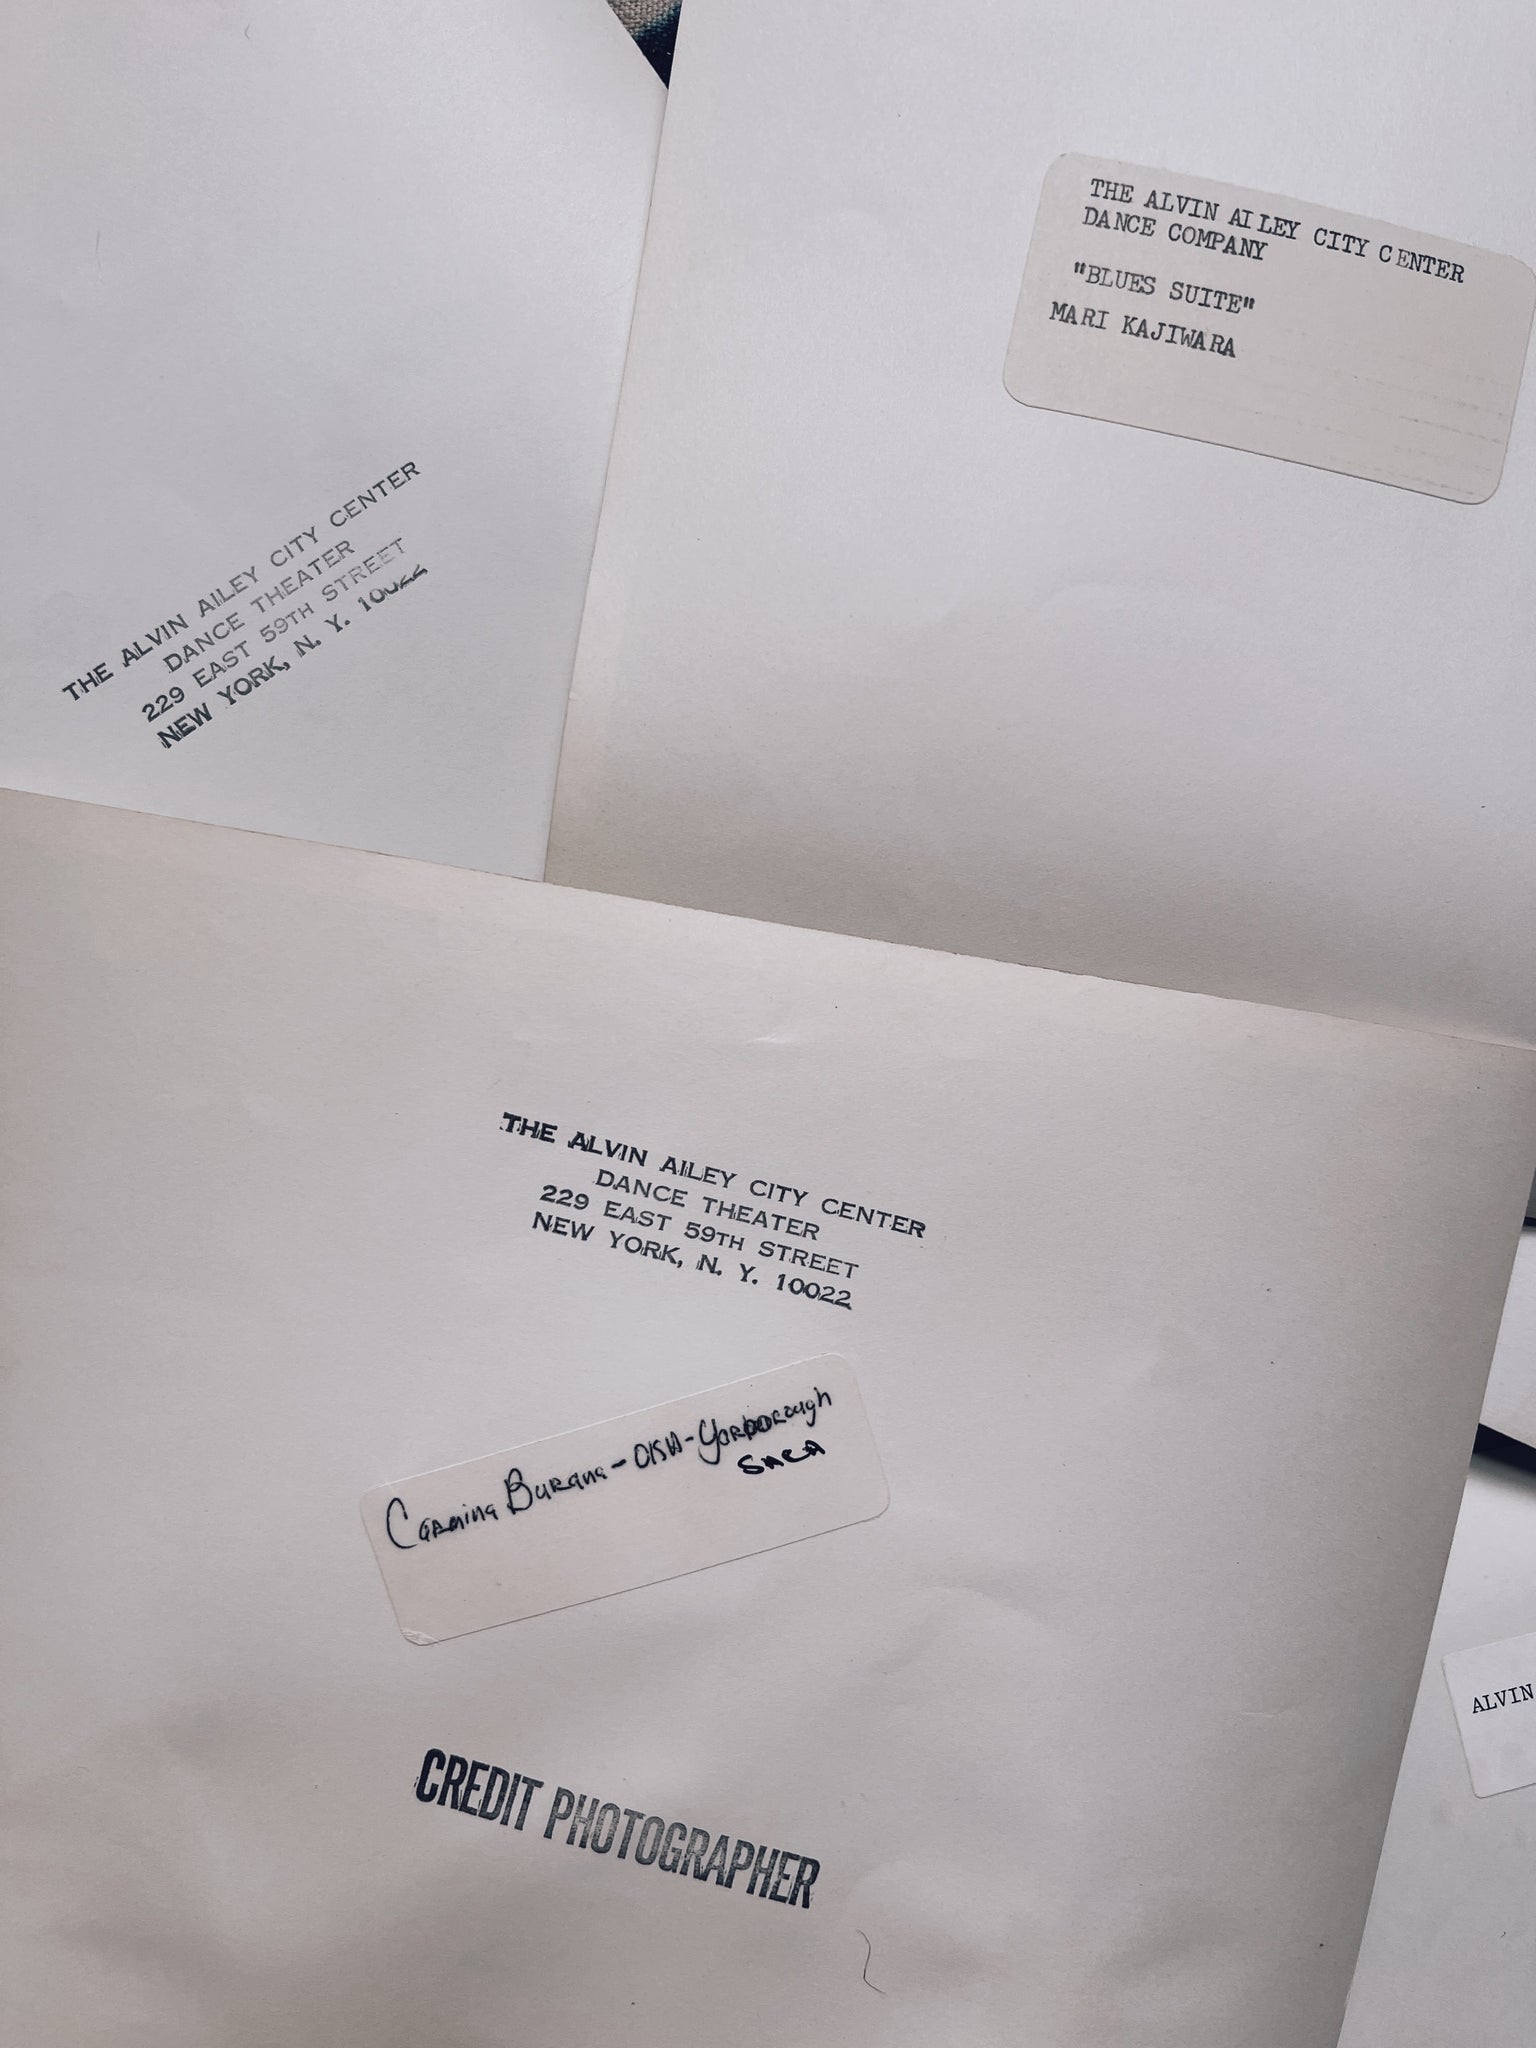 THE ALVIN AILEY CITY CENTER
DANCE COMPANY
"BLUES SUITE"
MARI KAJIWARA
THE ALVIN AILEY CITY CENTER
DANCE THEATER
229 EAST 59TH STREET
NEW YORK, N. Y. 10022
THE ALVIN AILEY CITY CENTER
DANCE THEATER
229 EAST 59TH STREET
NEW YORK, N. Y. 10022
Carmina Burana - - Yarborough
SARA
CREDIT PHOTOGRAPHER
ALVIN